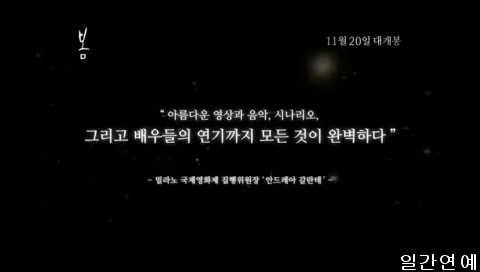 봄
11월 20일 대개봉
“ 아름다운 영상과 음악, 시나리오,
그리고 배우들의 연기까지 모든 것이 완벽하다 ”
- 밀라노 국제영화제 집행위원장 ‘안드레아 갈란테’ -
일간연예